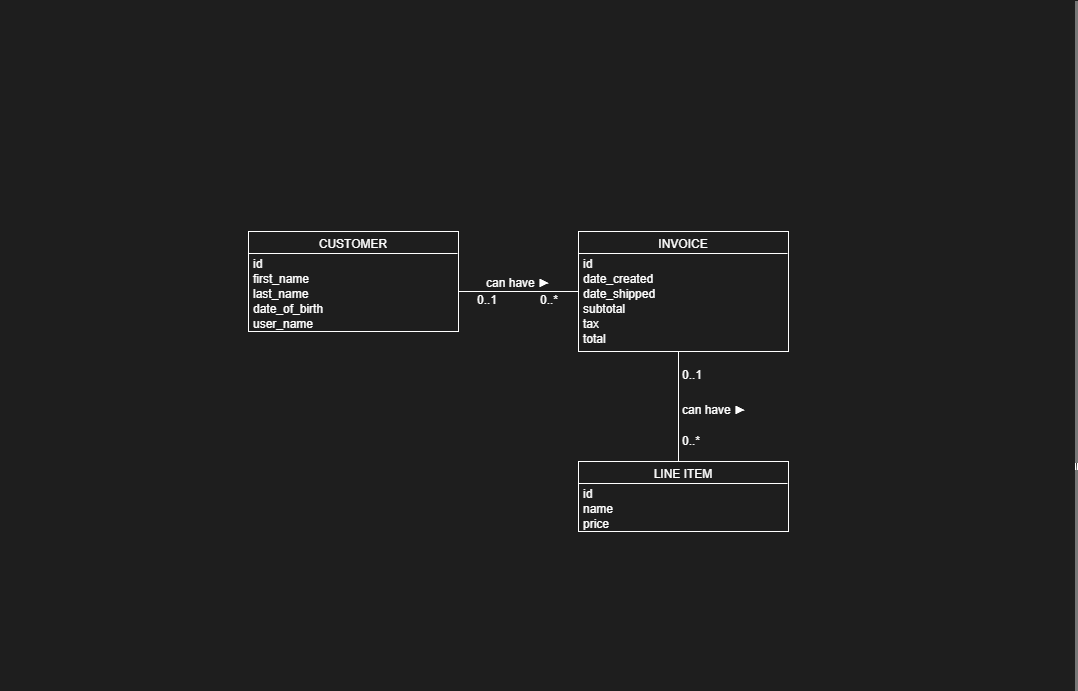 CUSTOMER
id
first_name
last_name
date_of_birth
user_name
can have ►
0..1
0..*
INVOICE
id
date_created
date_shipped
subtotal
tax
total
0..1
can have ►
0..*
LINE ITEM
id
name
price